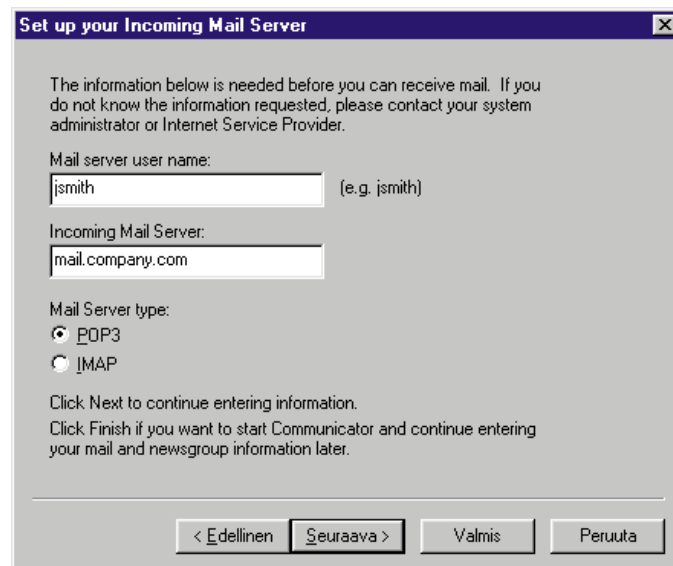 Set up your Incoming Mail Server
The information below is needed before you can receive mail. If you
do not know the information requested, please contact your system
administrator or Internet Service Provider.
Mail server user name:
jsmith (e.g. jsmith)
Incoming Mail Server:
mail.company.com
Mail Server type:
POP3
IMAP
Click Next to continue entering information.
Click Finish if you want to start Communicator and continue entering
your mail and newsgroup information later.
< Edellinen Seuraava > Valmis Peruuta